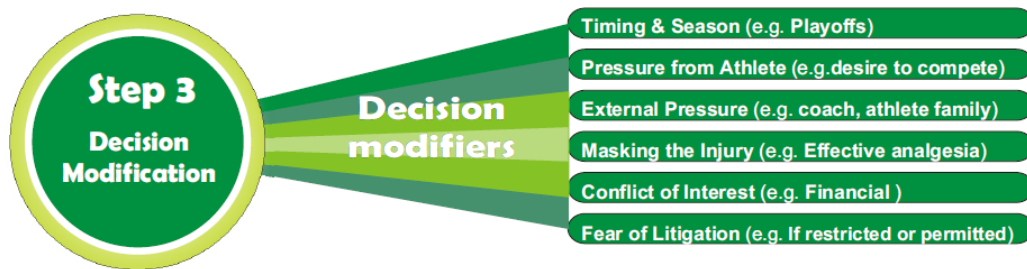 Step 3
Decision
Modification
Decision
modifiers
Timing & Season (e.g. Playoffs)
Pressure from Athlete (e.g.desire to compete)
External Pressure (e.g. coach, athlete family)
Masking the Injury (e.g. Effective analgesia)
Conflict of Interest (e.g. Financial )
Fear of Litigation (e.g. If restricted or permitted)